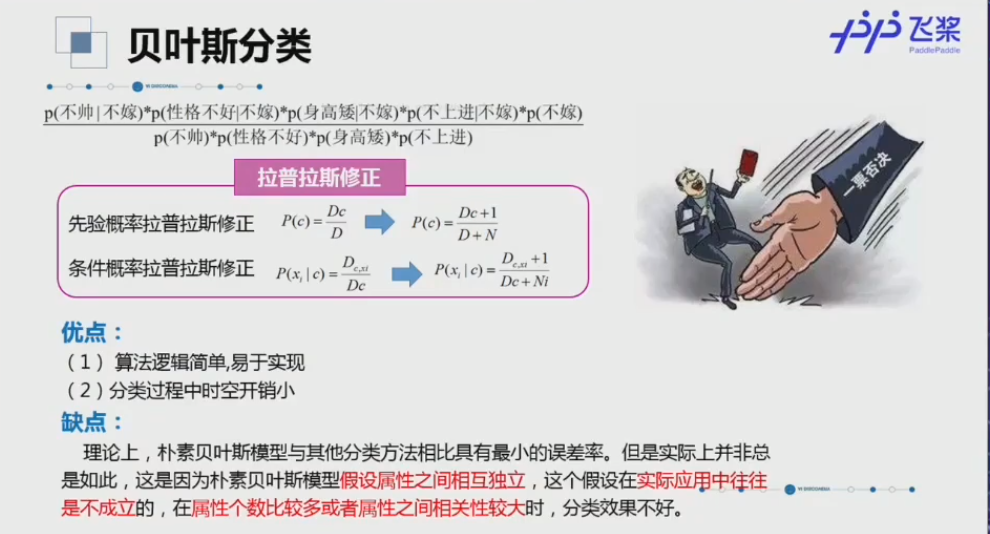 贝叶斯分类
飞桨
PaddlePaddle
p(不帅|不嫁)*p(性格不好|不嫁)*p(身高矮|不嫁)*p(不上进|不嫁)*p(不嫁)
p(不帅)*p(性格不好)*p(身高矮)*p(不上进)
一票否决
拉普拉斯修正
先验概率拉普拉斯修正 P(c)=Dc/D P(c)=Dc+1/D+N
条件概率拉普拉斯修正 P(x_i|c)=D_{c,xi}/Dc P(x_i|c)=D_{c,xi}+1/Dc+Ni
优点：
（1） 算法逻辑简单,易于实现
（2）分类过程中时空开销小
缺点：
理论上，朴素贝叶斯模型与其他分类方法相比具有最小的误差率。但是实际上并非总
是如此，这是因为朴素贝叶斯模型假设属性之间相互独立，这个假设在实际应用中往往
是不成立的，在属性个数比较多或者属性之间相关性较大时，分类效果不好。